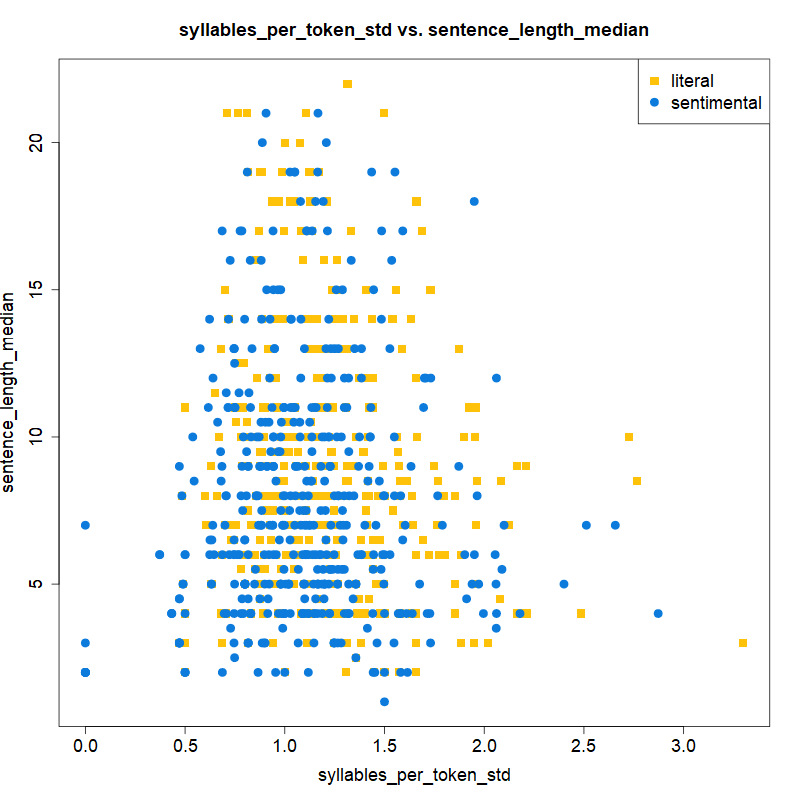 syllables_per_token_std vs. sentence_length_median
literal
sentimental
sentence_length_median
20
15
10
5
0.0 0.5 1.0 1.5 2.0 2.5 3.0
syllables_per_token_std